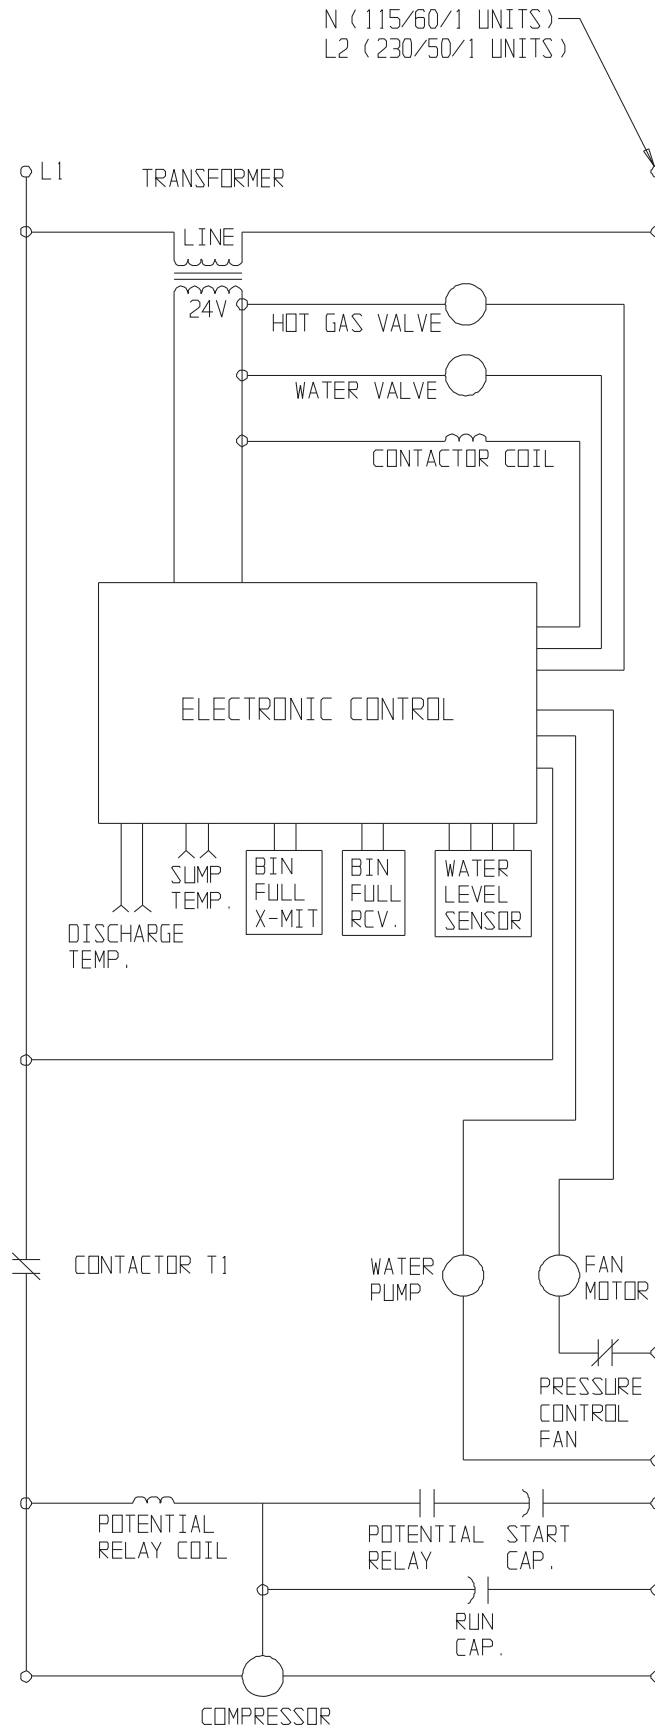 N (115/60/1 UNITS)
L2 (230/50/1 UNITS)
L1
TRANSFORMER
LINE
24V
HOT GAS VALVE
WATER VALVE
CONTACTOR COIL
ELECTRONIC CONTROL
SUMP
TEMP.
DISCHARGE
TEMP.
BIN
FULL
X-MIT
BIN
FULL
RCV.
WATER
LEVEL
SENSOR
CONTACTOR T1
WATER
PUMP
FAN
MOTOR
PRESSURE
CONTROL
FAN
POTENTIAL
RELAY COIL
POTENTIAL
RELAY
START
CAP.
RUN
CAP.
COMPRESSOR